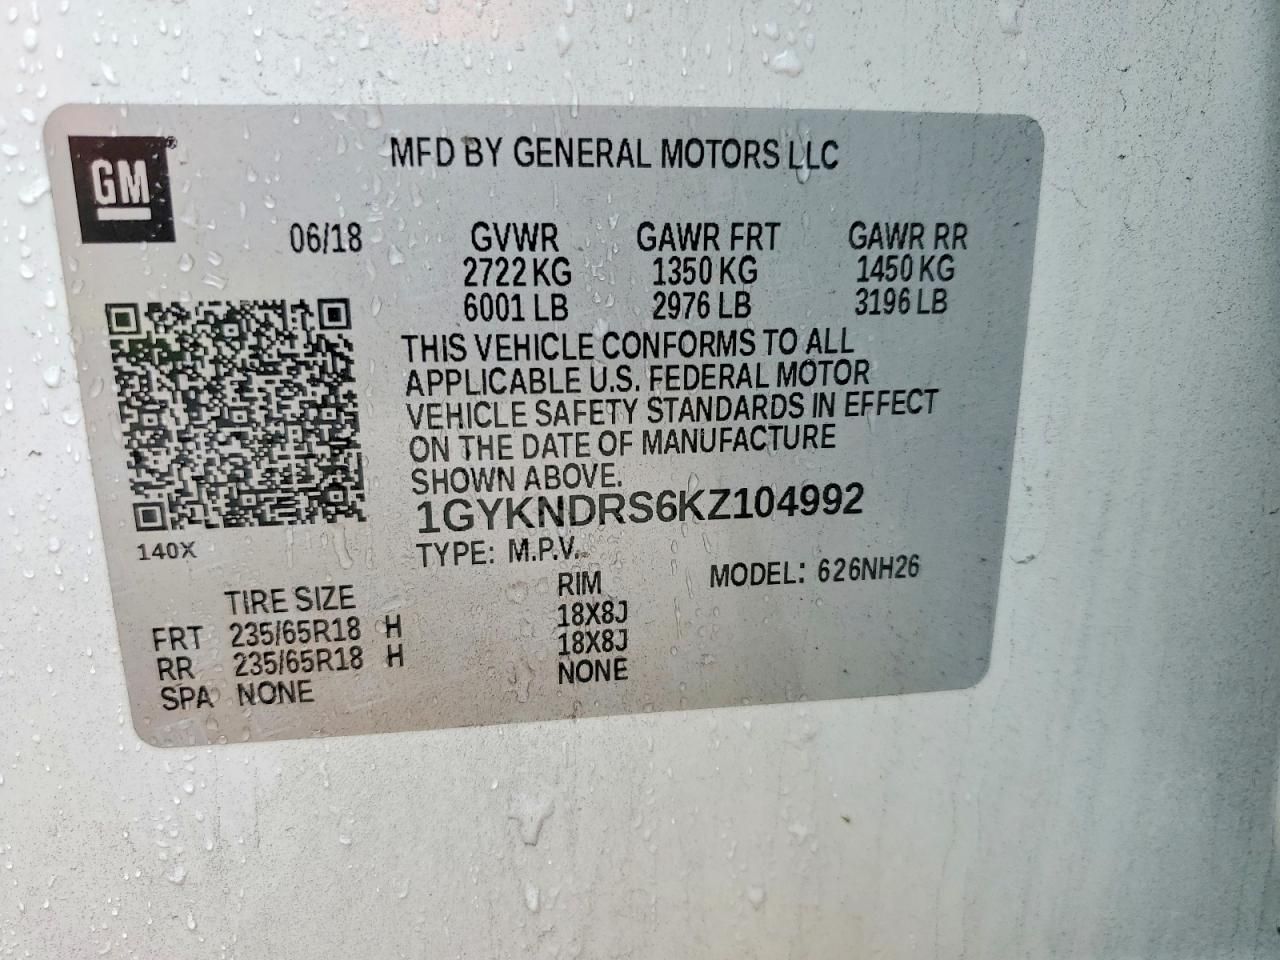 MFD BY GENERAL MOTORS LLC
GM®
06/18 GVWR GAWR FRT GAWR RR
2722 KG 1350 KG 1450 KG
6001 LB 2976 LB 3196 LB
THIS VEHICLE CONFORMS TO ALL
APPLICABLE U.S. FEDERAL MOTOR
VEHICLE SAFETY STANDARDS IN EFFECT
ON THE DATE OF MANUFACTURE
SHOWN ABOVE.
1GYKNDRS6KZ104992
140X
TYPE: M.P.V.
MODEL: 626NH26
TIRE SIZE RIM
FRT 235/65R18 H 18X8J
RR 235/65R18 H 18X8J
SPA NONE NONE